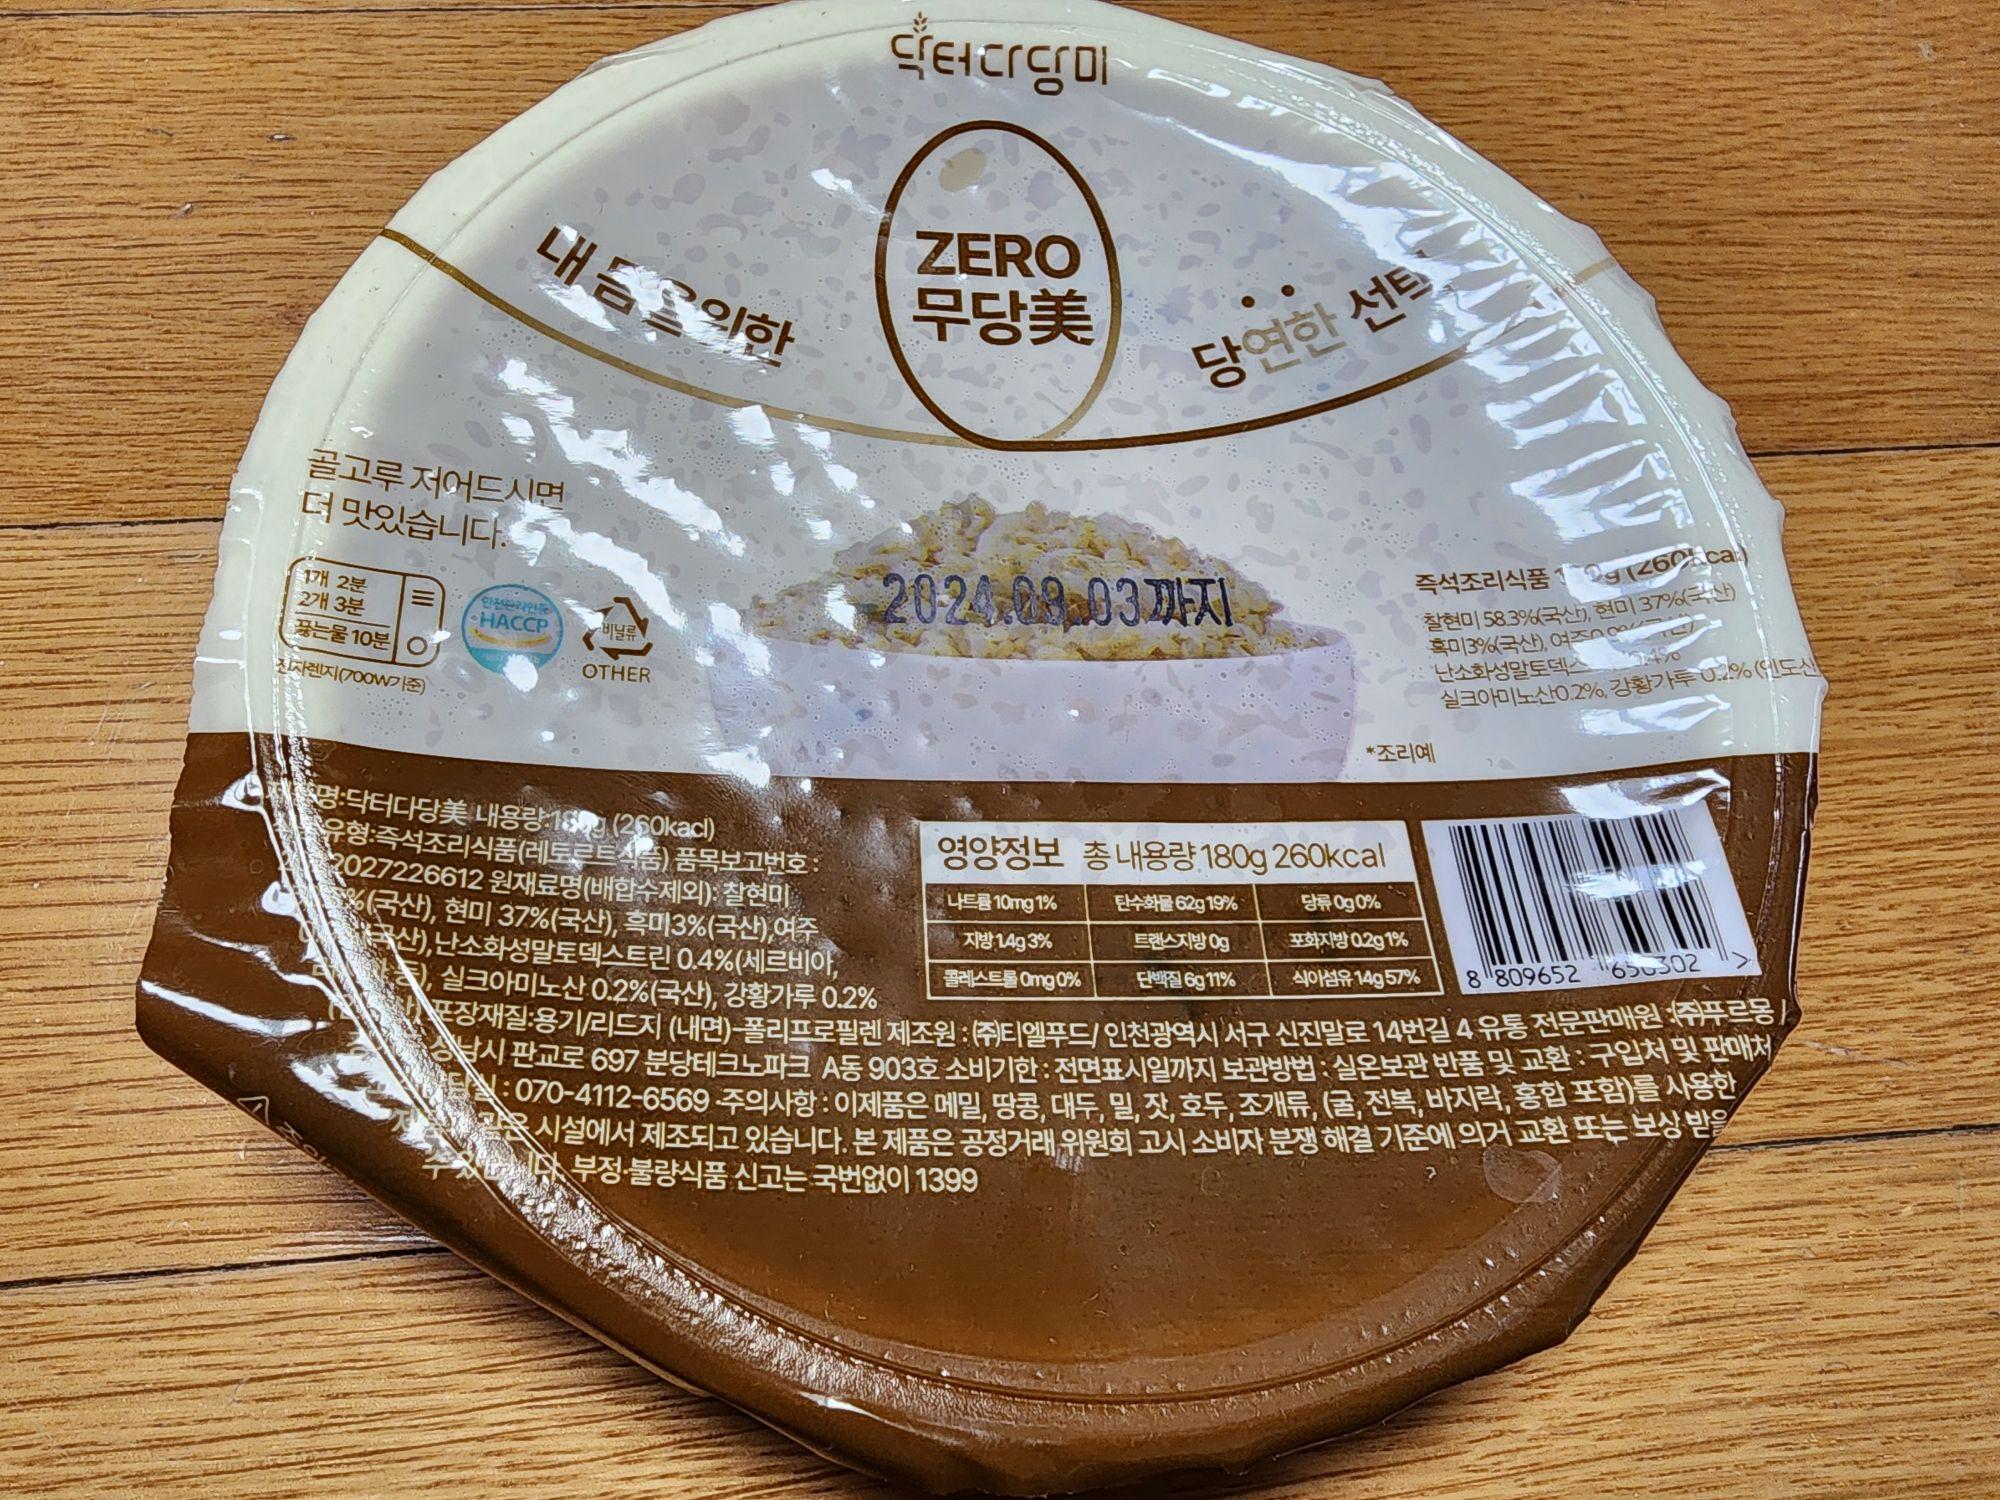 닥터다당미
ZERO
무당美
내 몸을 위한
당연한 선택
골고루 저어드시면
더 맛있습니다.
1개 2분
2개 3분
끓는물 10분
전자렌지(700W기준)
안전관리인증
HACCP
비닐류
OTHER
2024.09.03까지
즉석조리식품 (260kcal)
찰현미 58.3%(국산), 현미 37%(국산)
흑미3%(국산), 여주
난소화성말토덱스
실크아미노산0.2%, 강황가루 0.2% (인도산
*조리예
명:닥터다당美 내용량: (260kacl)
유형:즉석조리식품(레토르트식품) 품목보고번호 :
2027226612 원재료명(배합수제외): 찰현미
%(국산), 현미 37%(국산), 흑미3%(국산),여주
난소화성말토덱스트린 0.4%(세르비아,
실크아미노산 0.2%(국산), 강황가루 0.2%
포장재질:용기/리드지 (내면)-폴리프로필렌 제조원 : (주)티엘푸드/ 인천광역시 서구 신진말로 14번길 4 유통 전문판매원 :(주)푸르몽 /
성남시 판교로 697 분당테크노파크 A동 903호 소비기한 : 전면표시일까지 보관방법 : 실온보관 반품 및 교환 : 구입처 및 판매처
: 070-4112-6569 주의사항 : 이제품은 메밀, 땅콩, 대두, 밀, 잣, 호두, 조개류, (굴, 전복, 바지락, 홍합 포함)를 사용한
같은 시설에서 제조되고 있습니다. 본 제품은 공정거래 위원회 고시 소비자 분쟁 해결 기준에 의거 교환 또는 보상 받을
부정·불량식품 신고는 국번없이 1399
영양정보 총 내용량 180g 260kcal
나트륨 10mg 1% 탄수화물 62g 19% 당류 0g 0%
지방 1.4g 3% 트랜스지방 0g 포화지방 0.2g 1%
콜레스트롤 0mg 0% 단백질 6g 11% 식이섬유 14g 57%
8 809652